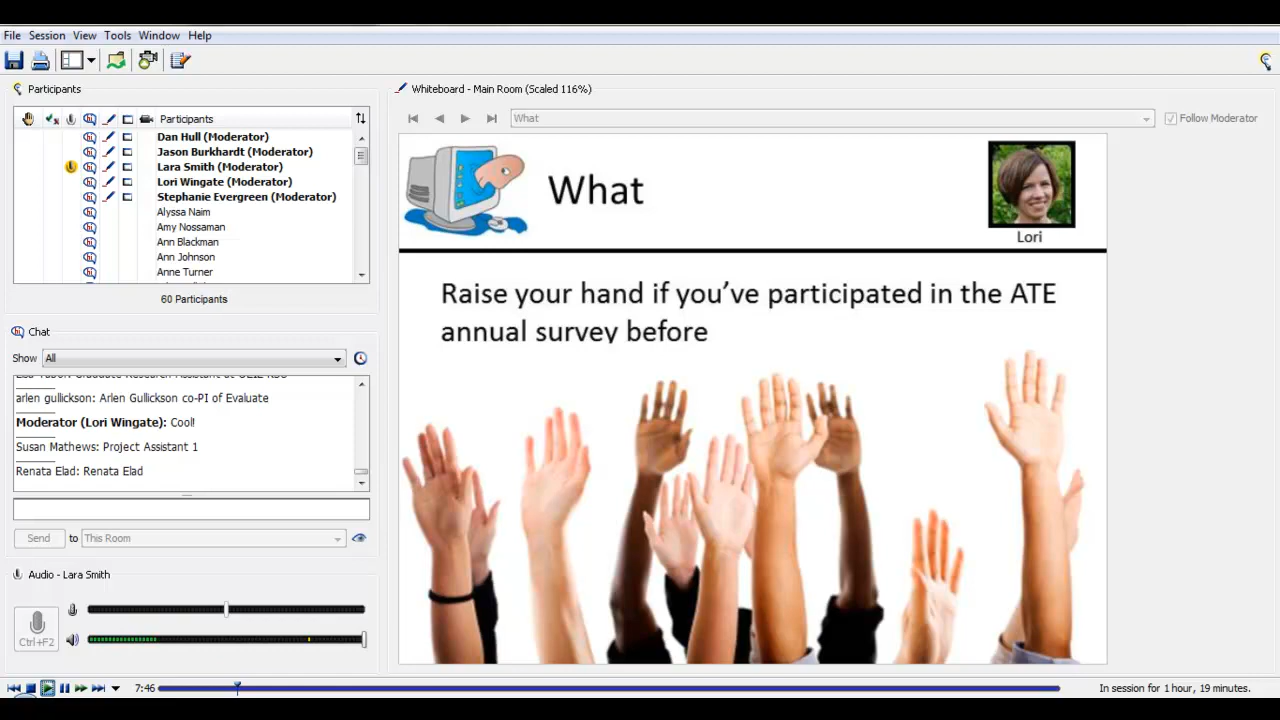 File Session View Tools Window Help
Participants
Participants
Dan Hull (Moderator)
Jason Burkhardt (Moderator)
Lara Smith (Moderator)
Lori Wingate (Moderator)
Stephanie Evergreen (Moderator)
Alyssa Naim
Amy Nossaman
Ann Blackman
Ann Johnson
Anne Turner
60 Participants
Chat
Show All
arlen gullickson: Arlen Gullickson co-PI of Evaluate
Moderator (Lori Wingate): Cool!
Susan Mathews: Project Assistant 1
Renata Elad: Renata Elad
Send to This Room
Audio - Lara Smith
Ctrl+F2
Whiteboard - Main Room (Scaled 116%)
What Follow Moderator
What
Lori
Raise your hand if you've participated in the ATE
annual survey before
7:46 In session for 1 hour, 19 minutes.